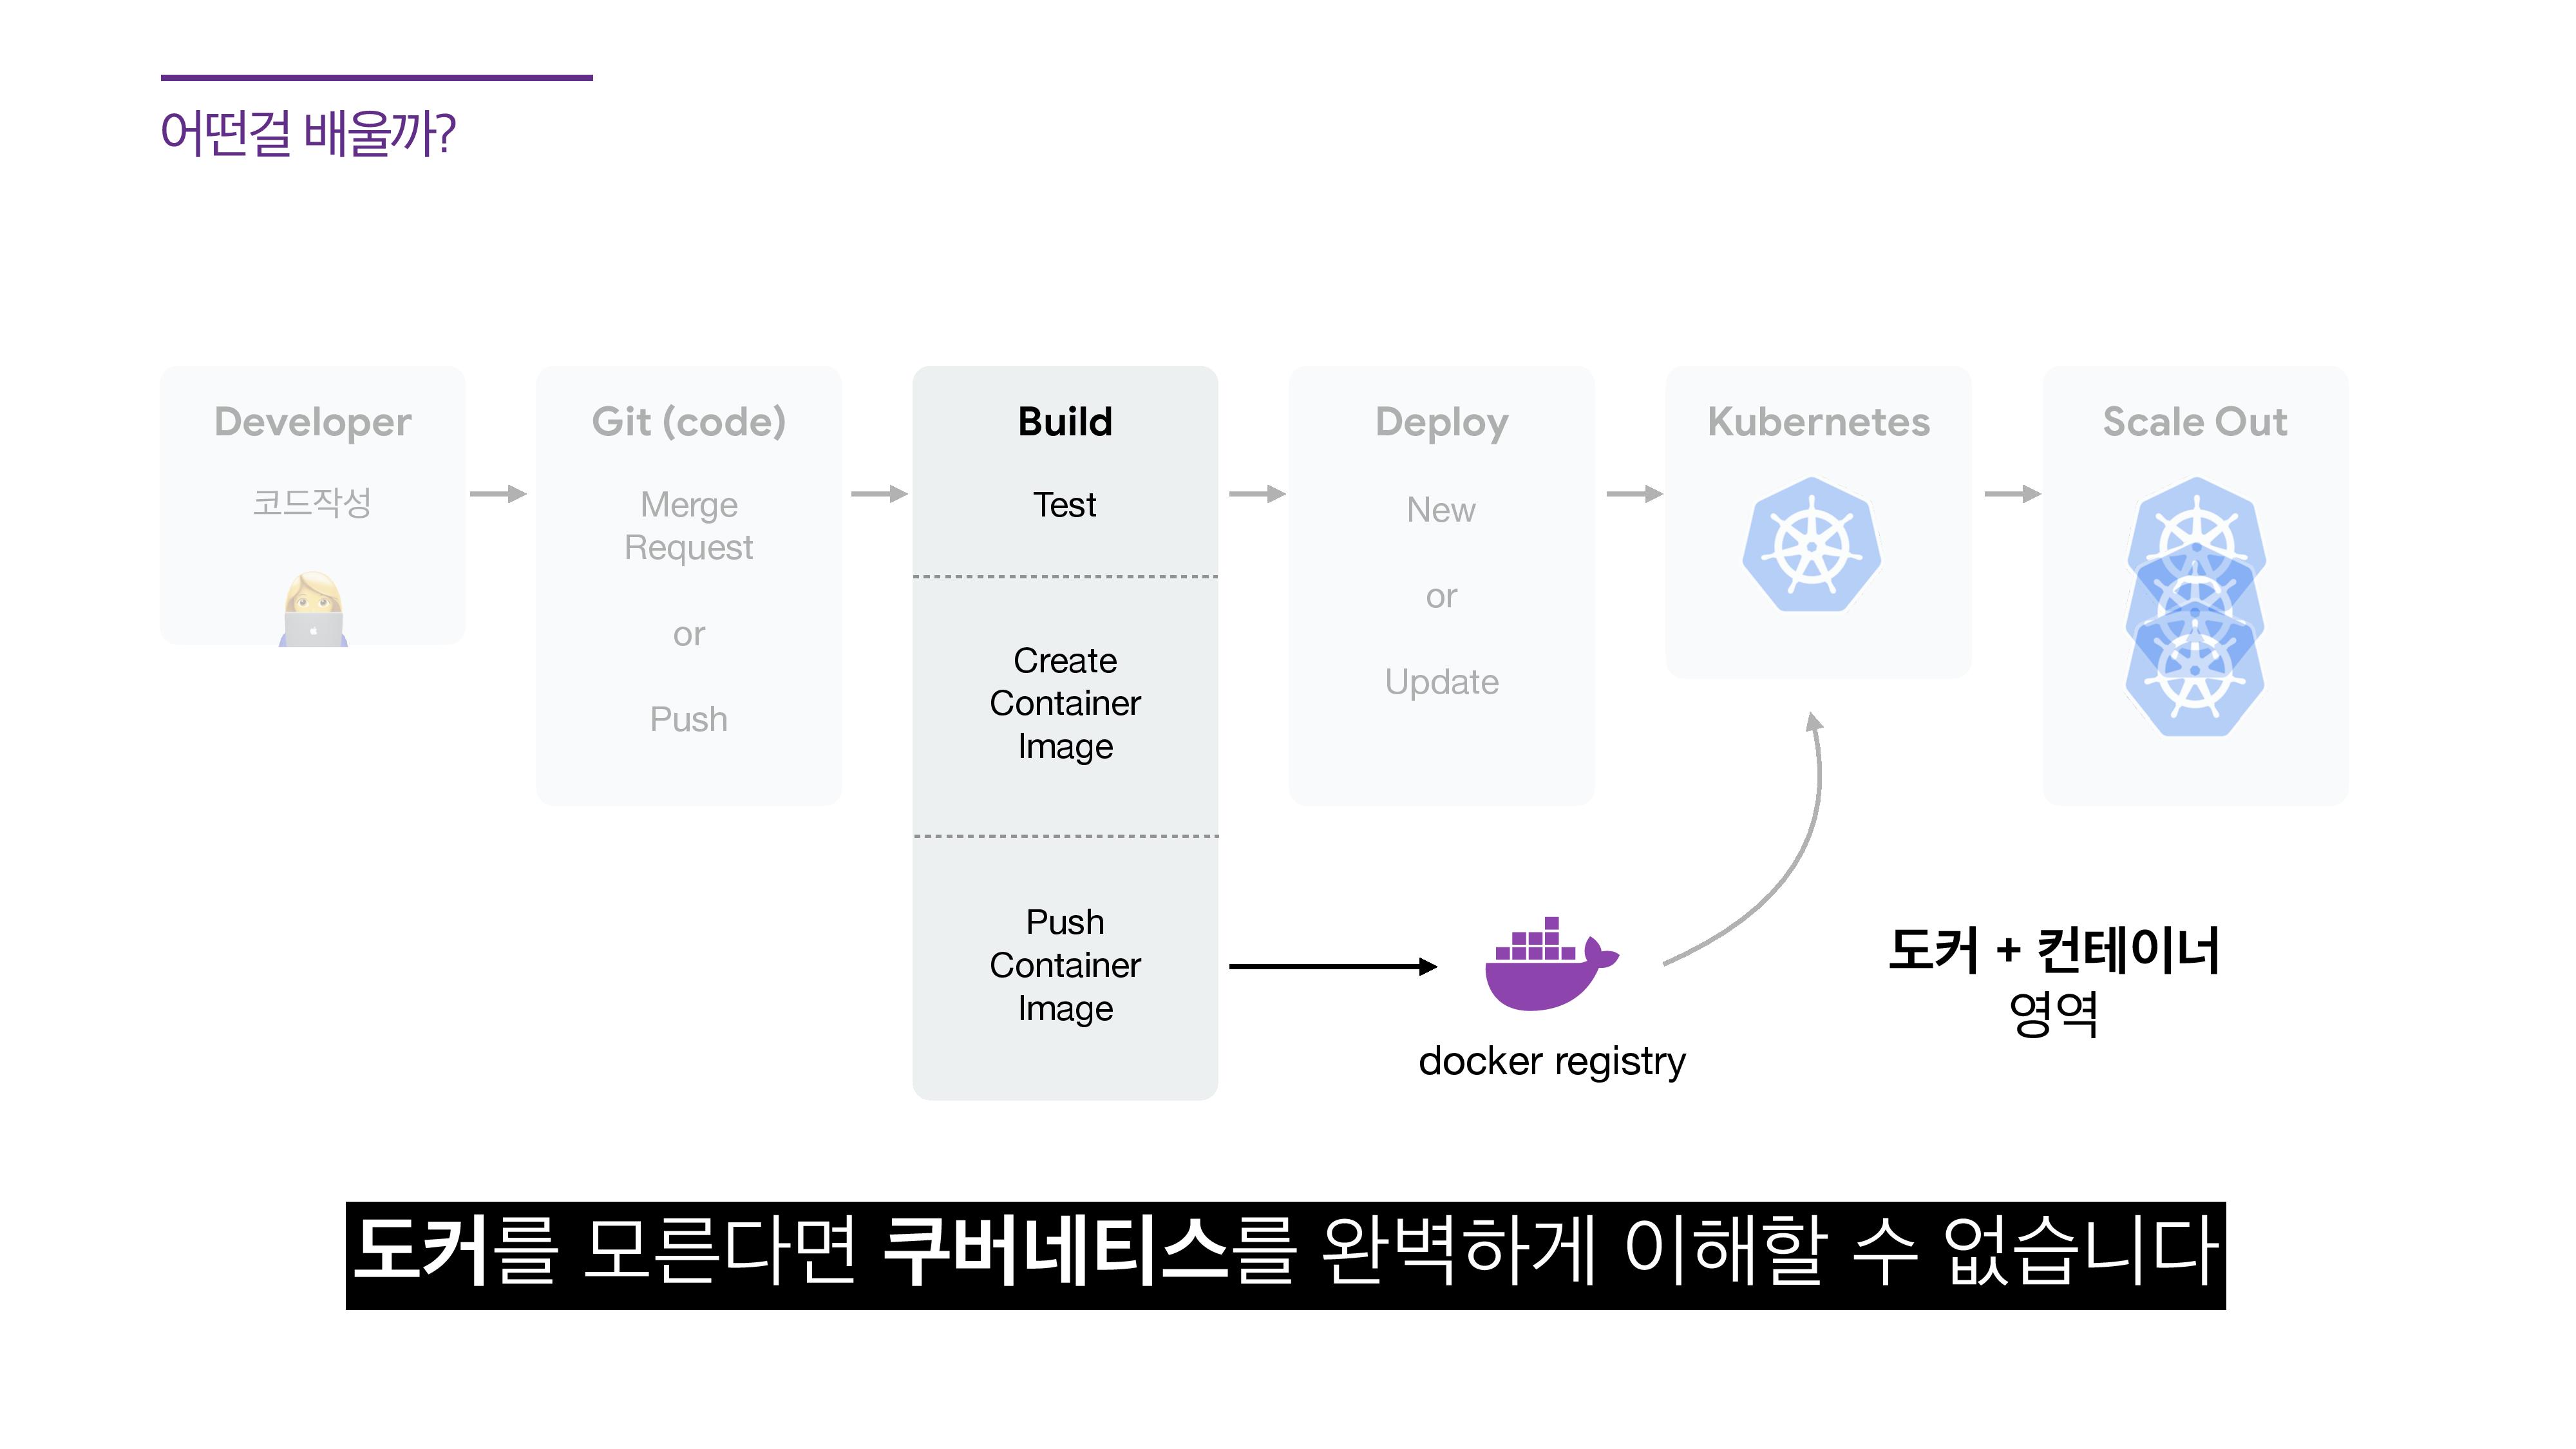 어떤걸 배울까?
Developer
코드작성
Git (code)
Merge
Request
or
Push
Build
Test
Create
Container
Image
Push
Container
Image
Deploy
New
or
Update
Kubernetes
Scale Out
docker registry
도커 + 컨테이너
영역
도커를 모른다면 쿠버네티스를 완벽하게 이해할 수 없습니다